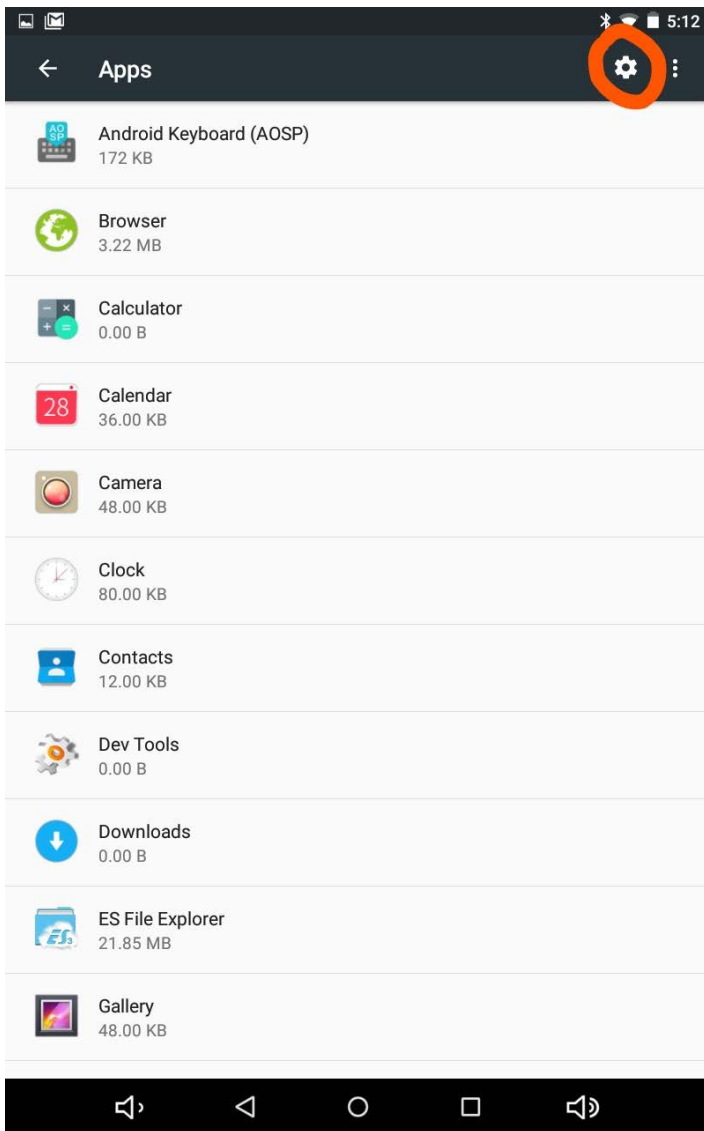 5:12
Apps
Android Keyboard (AOSP)
172 KB
Browser
3.22 MB
Calculator
0.00 B
28
Calendar
36.00 KB
Camera
48.00 KB
Clock
80.00 KB
Contacts
12.00 KB
Dev Tools
0.00 B
Downloads
0.00 B
ES File Explorer
21.85 MB
Gallery
48.00 KB